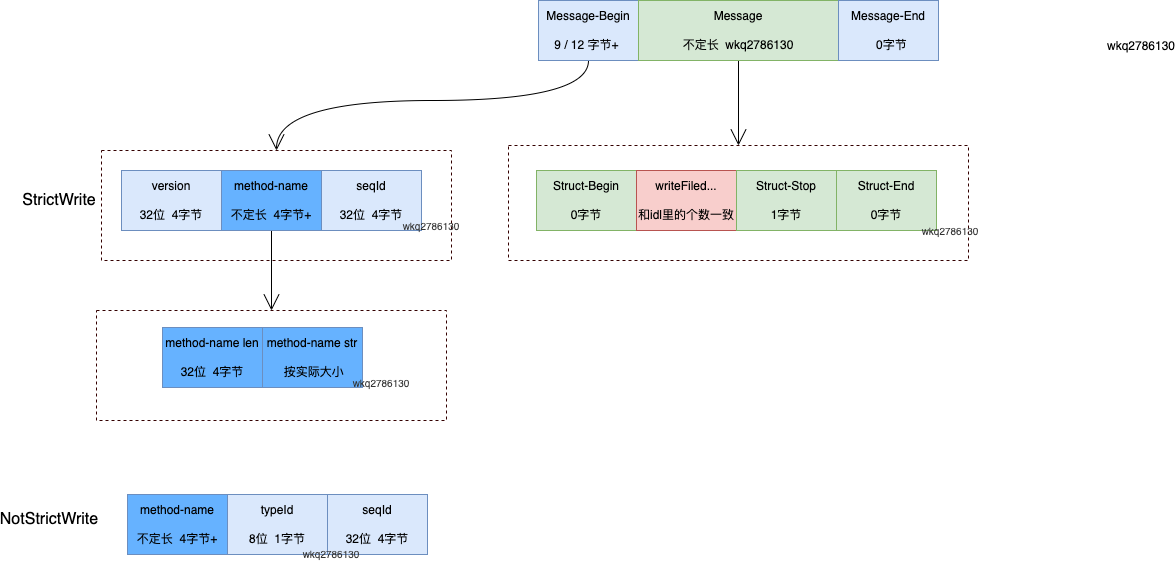 Message-Begin
9 / 12 字节+
Message
不定长 wkq2786130
Message-End
0字节
wkq2786130
StrictWrite
version
32位 4字节
method-name
不定长 4字节+
seqId
32位 4字节
wkq2786130
Struct-Begin
0字节
writeFiled...
和idl里的个数一致
Struct-Stop
1字节
Struct-End
0字节
wkq2786130
method-name len
32位 4字节
method-name str
按实际大小
wkq2786130
NotStrictWrite
method-name
不定长 4字节+
typeId
8位 1字节
seqId
32位 4字节
wkq2786130